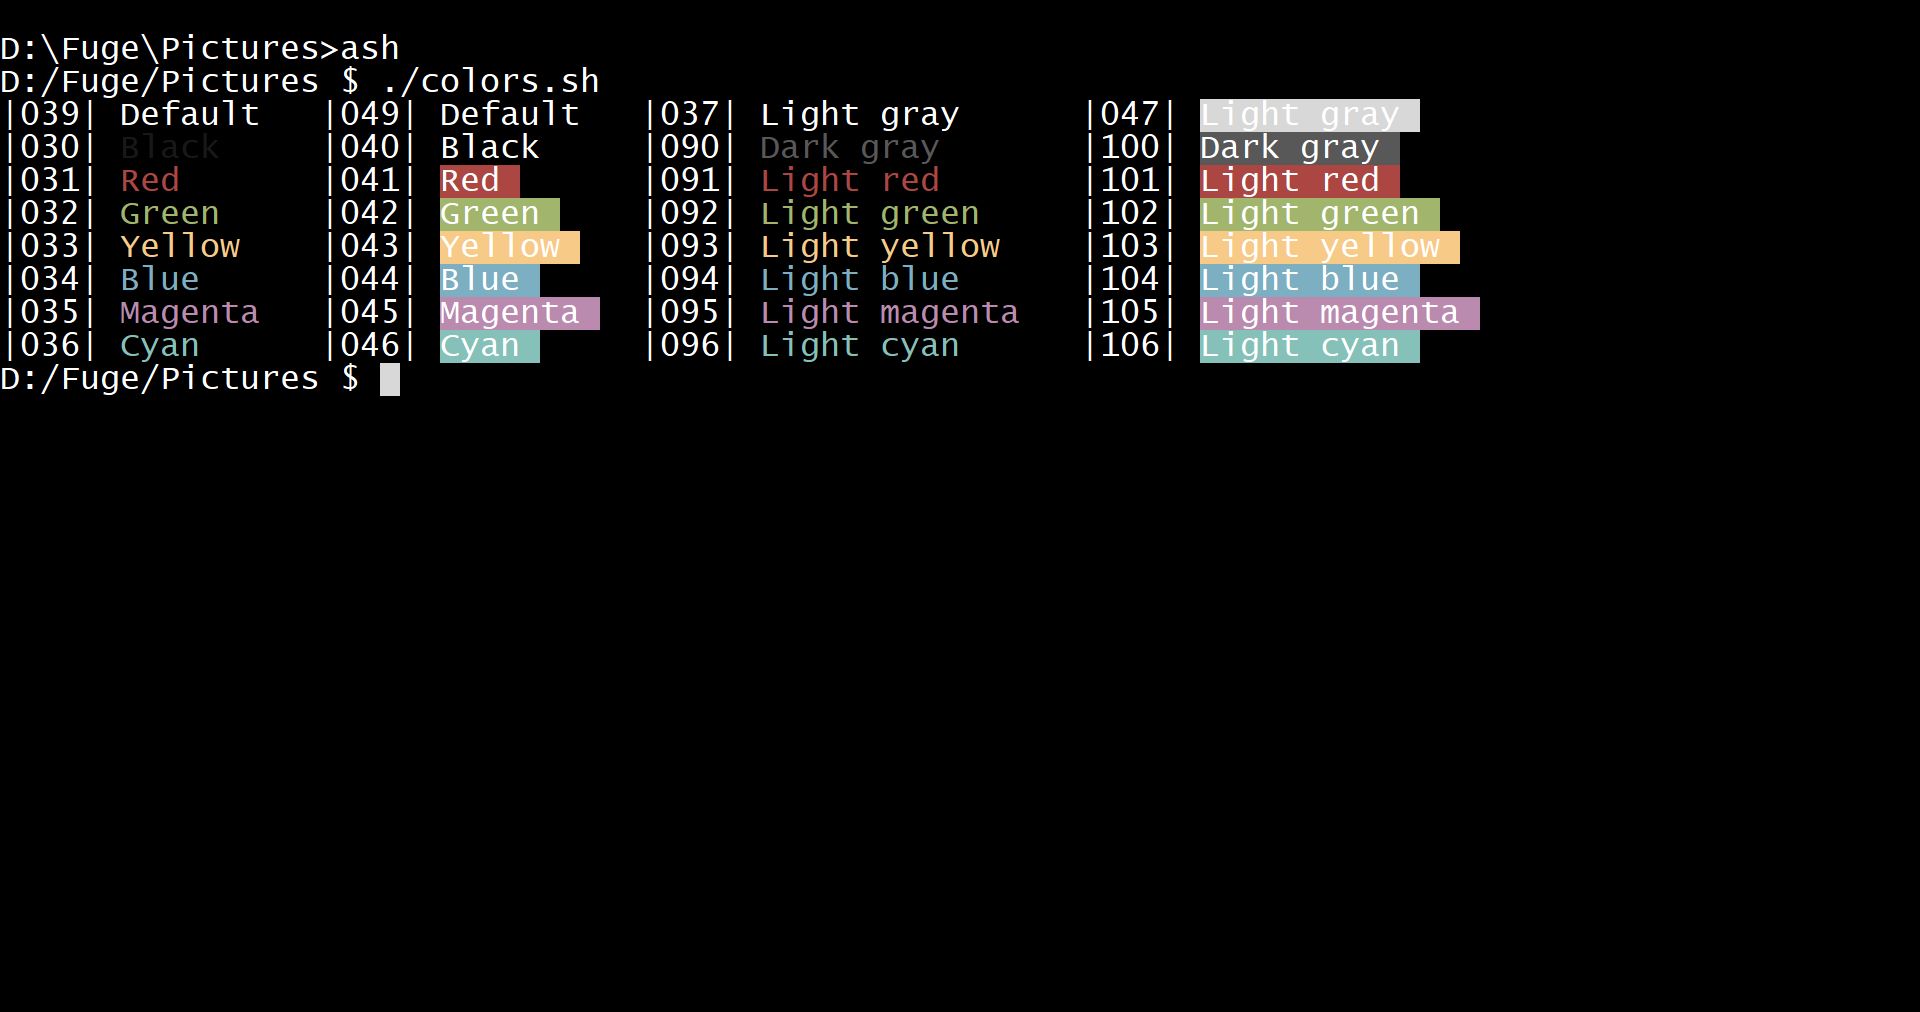 D:\Fuge\Pictures>ash
D:/Fuge/Pictures $ ./colors.sh
|039| Default |049| Default |037| Light gray |047| Light gray
|030| Black |040| Black |090| Dark gray |100| Dark gray
|031| Red |041| Red |091| Light red |101| Light red
|032| Green |042| Green |092| Light green |102| Light green
|033| Yellow |043| Yellow |093| Light yellow |103| Light yellow
|034| Blue |044| Blue |094| Light blue |104| Light blue
|035| Magenta |045| Magenta |095| Light magenta |105| Light magenta
|036| Cyan |046| Cyan |096| Light cyan |106| Light cyan
D:/Fuge/Pictures $